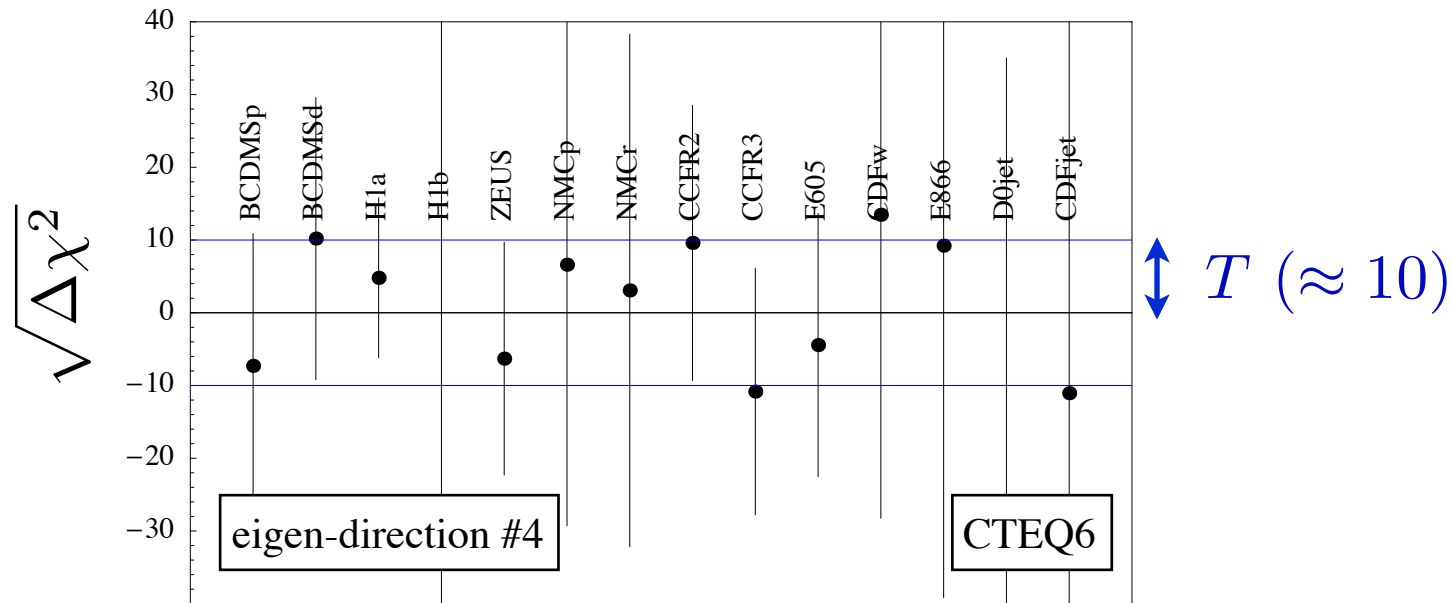 40
30
20
10
0
−10
−20
−30
√Δχ²
BCDMSp
BCDMSd
H1a
H1b
ZEUS
NMCp
NMCr
CCFR2
CCFR3
E605
CDFw
E866
D0jet
CDFjet
T (≈ 10)
eigen-direction #4
CTEQ6